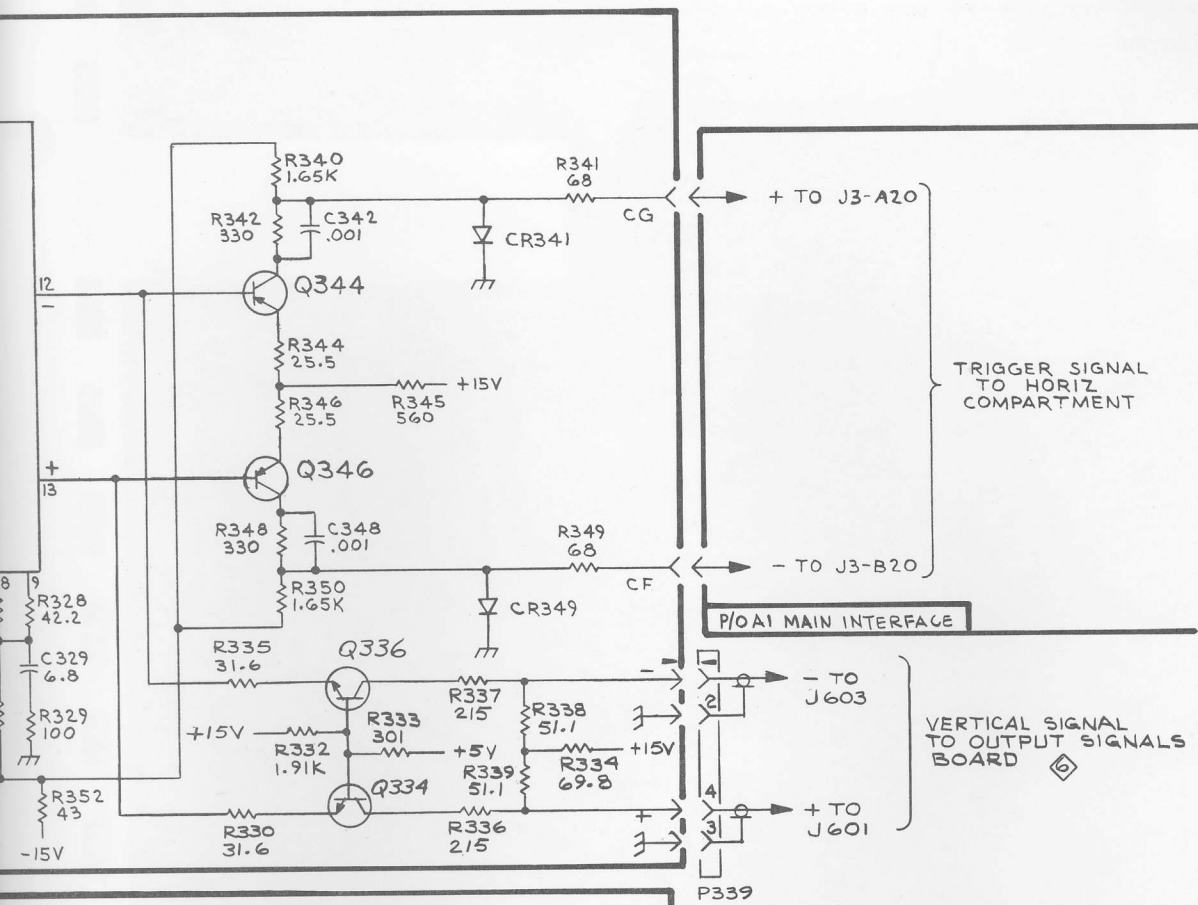 R340
1.65K
R341
68
+ TO J3-A20
CG
R342
330
C342
.001
CR341
12
-
Q344
R344
25.5
+15V
R345
560
R346
25.5
TRIGGER SIGNAL
TO HORIZ
COMPARTMENT
+
13
Q346
R348
330
C348
.001
R349
68
- TO J3-B20
CF
8
9
R328
42.2
R350
1.65K
CR349
P/O A1 MAIN INTERFACE
R335
31.6
Q336
C329
6.8
R337
215
-
- TO
J603
R338
51.1
2
R329
100
+15V
R332
1.91K
R333
301
+5V
R334
69.8
+15V
VERTICAL SIGNAL
TO OUTPUT SIGNALS
BOARD 6
R339
51.1
Q334
R352
43
-15V
R330
31.6
R336
215
+
4
+ TO
J601
3
P339